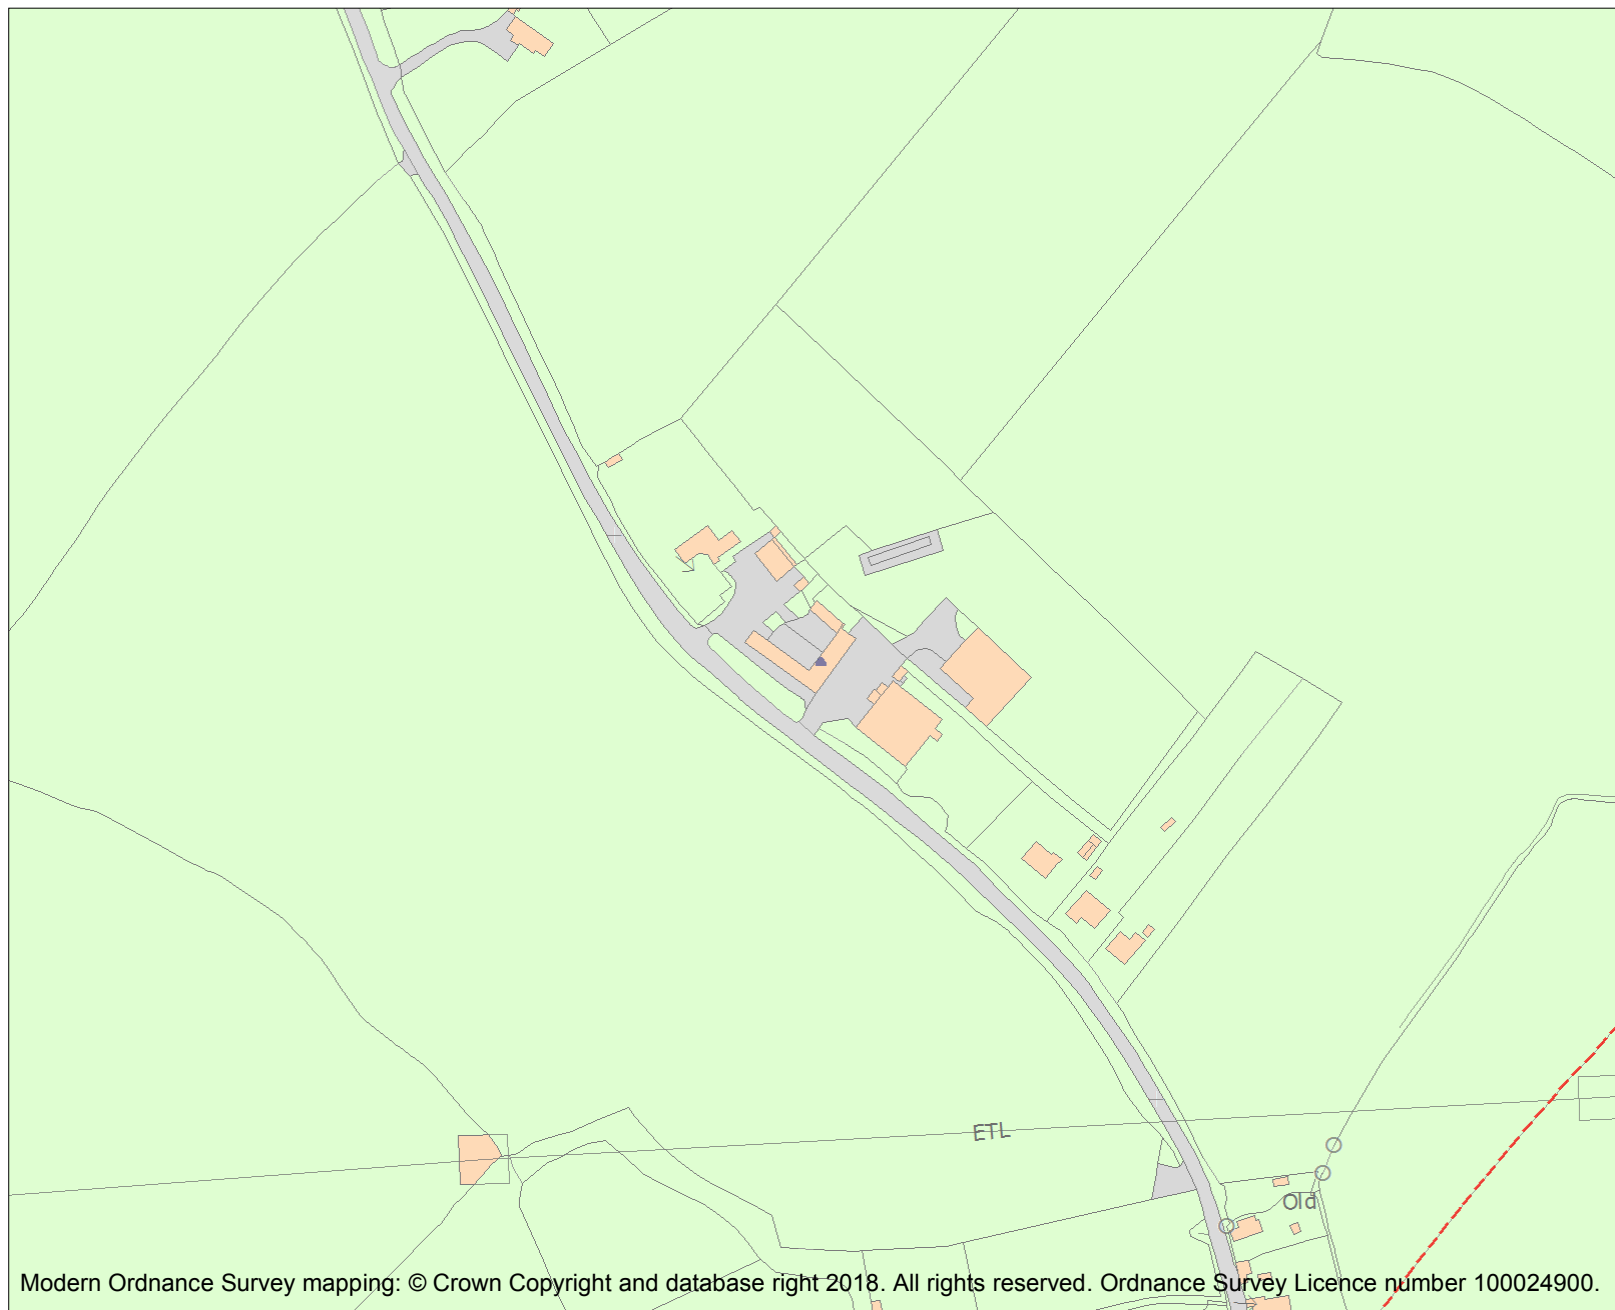 ETL
Old
Modern Ordnance Survey mapping: © Crown Copyright and database right 2018. All rights reserved. Ordnance Survey Licence number 100024900.